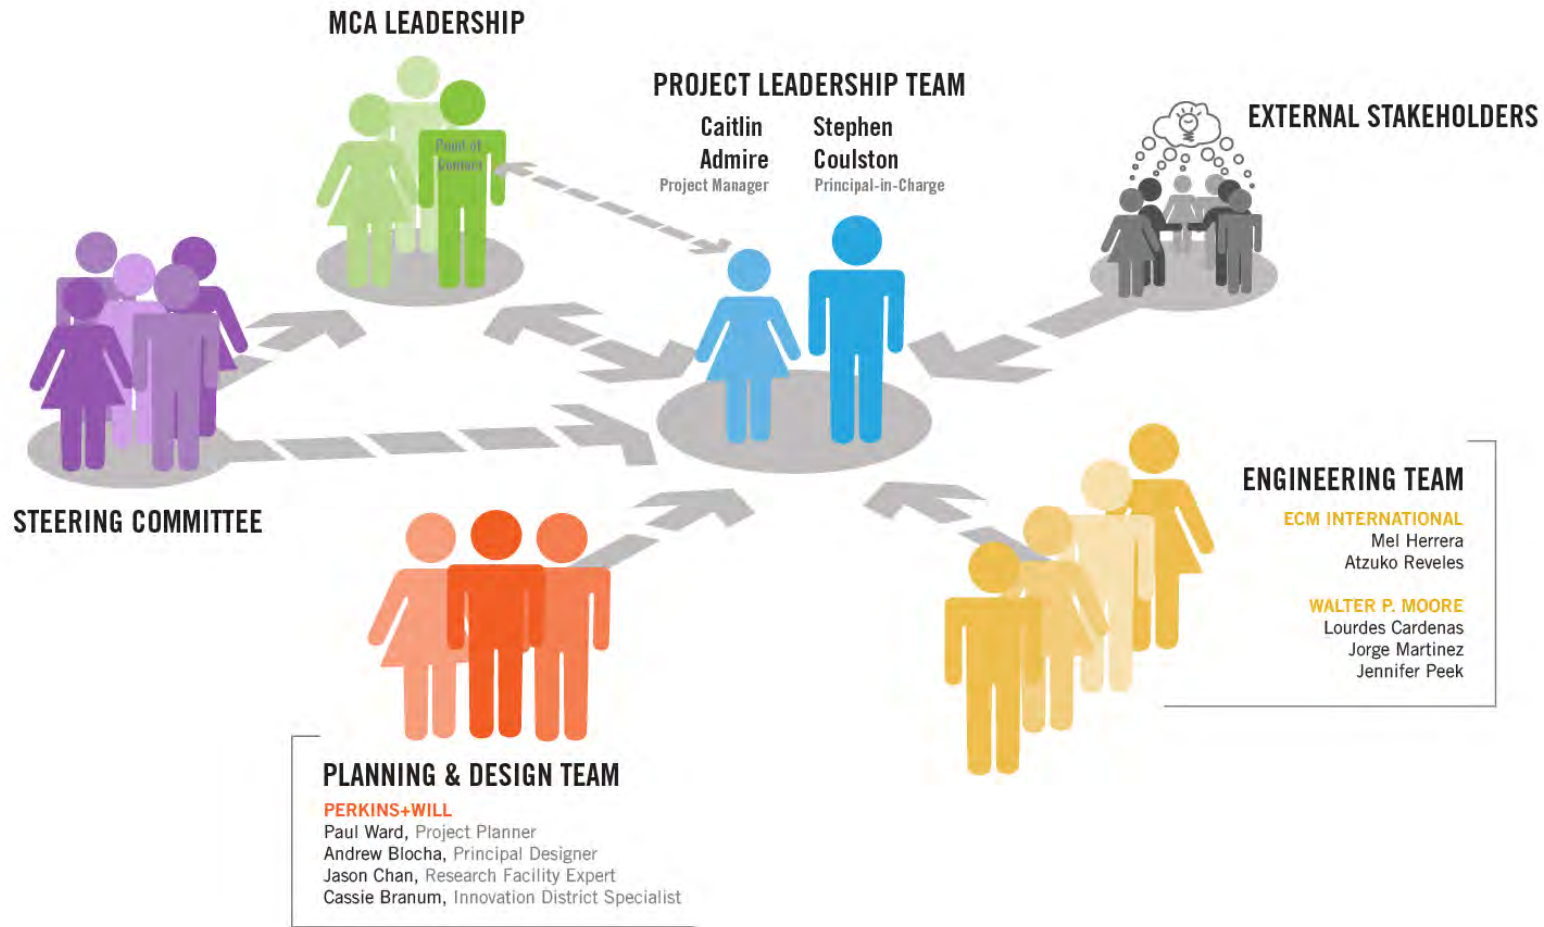 MCA LEADERSHIP
Point of
Contact
PROJECT LEADERSHIP TEAM
Caitlin
Admire
Project Manager
Stephen
Coulston
Principal-in-Charge
EXTERNAL STAKEHOLDERS
STEERING COMMITTEE
ENGINEERING TEAM
ECM INTERNATIONAL
Mel Herrera
Atzuko Reveles
WALTER P. MOORE
Lourdes Cardenas
Jorge Martinez
Jennifer Peek
PLANNING & DESIGN TEAM
PERKINS+WILL
Paul Ward, Project Planner
Andrew Blocha, Principal Designer
Jason Chan, Research Facility Expert
Cassie Branum, Innovation District Specialist